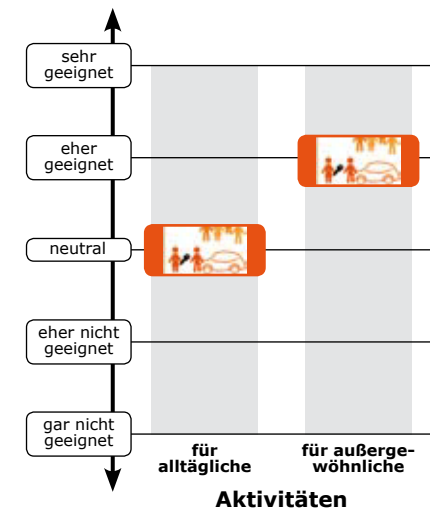 sehr
geeignet
eher
geeignet
neutral
eher nicht
geeignet
gar nicht
geeignet
für
alltägliche
für außerge-
wöhnliche
Aktivitäten